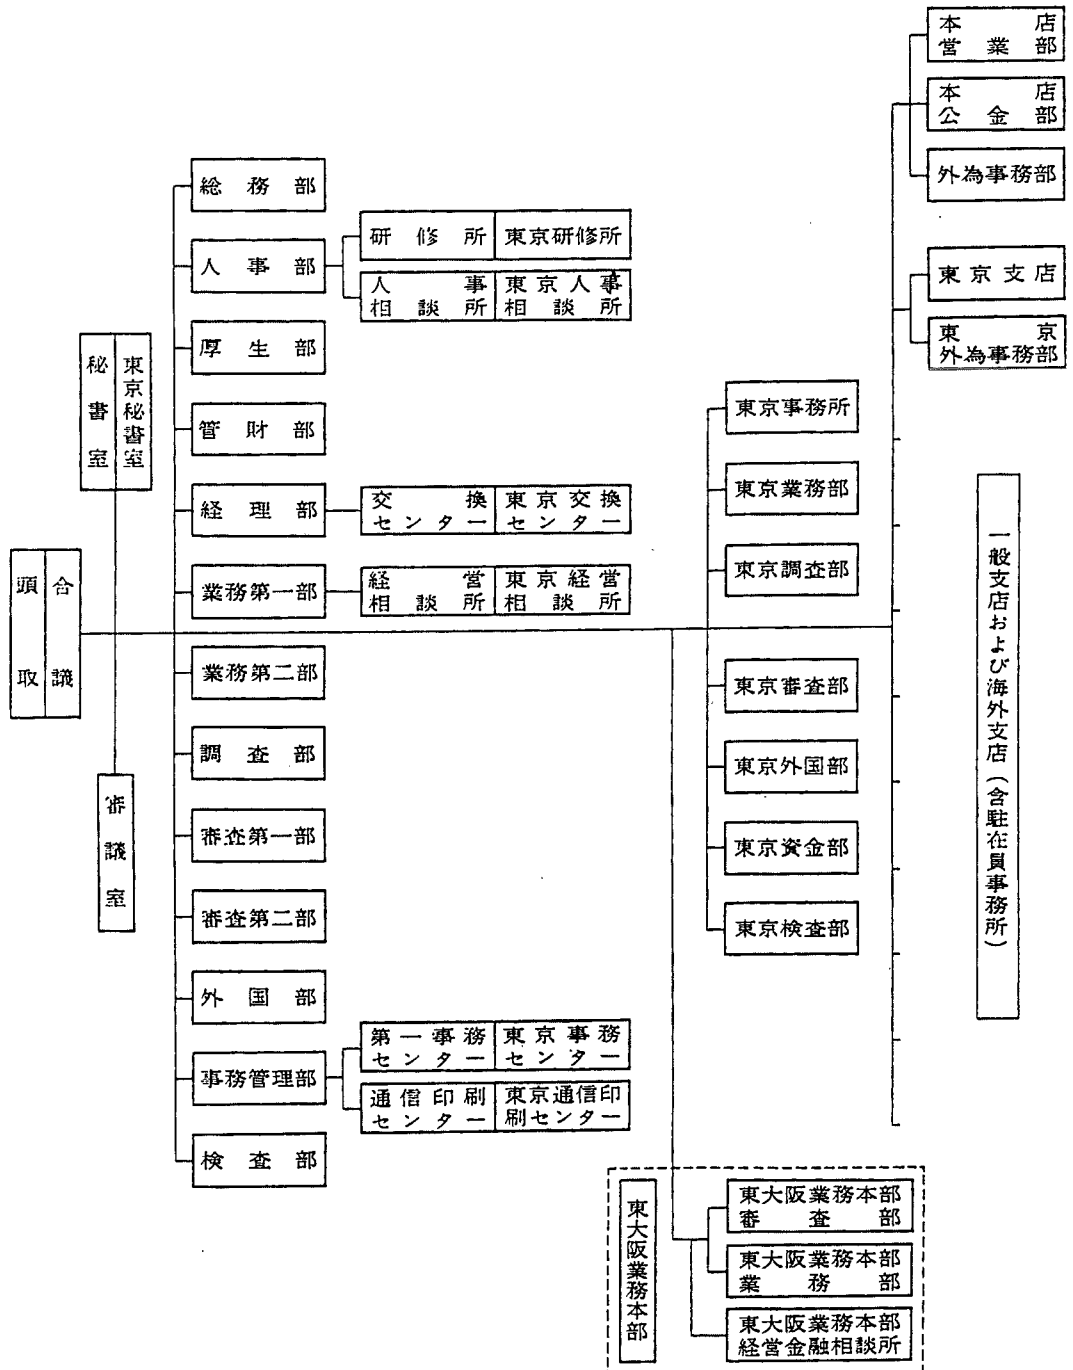 頭取
合議
秘書室
東京秘書室
審議室
総務部
人事部
研修所
東京研修所
人事
相談所
東京人事
相談所
厚生部
管財部
経理部
交換
センター
東京交換
センター
業務第一部
経営
相談所
東京経営
相談所
業務第二部
調査部
審査第一部
審査第二部
外国部
事務管理部
第一事務
センター
東京事務
センター
通信印刷
センター
東京通信印
刷センター
検査部
東京事務所
東京業務部
東京調査部
東京審査部
東京外国部
東京資金部
東京検査部
東大阪業務本部
東大阪業務本部
審査部
東大阪業務本部
業務部
東大阪業務本部
経営金融相談所
本店
営業部
本店
公金部
外為事務部
東京支店
東京
外為事務部
一般支店および海外支店(含駐在員事務所)